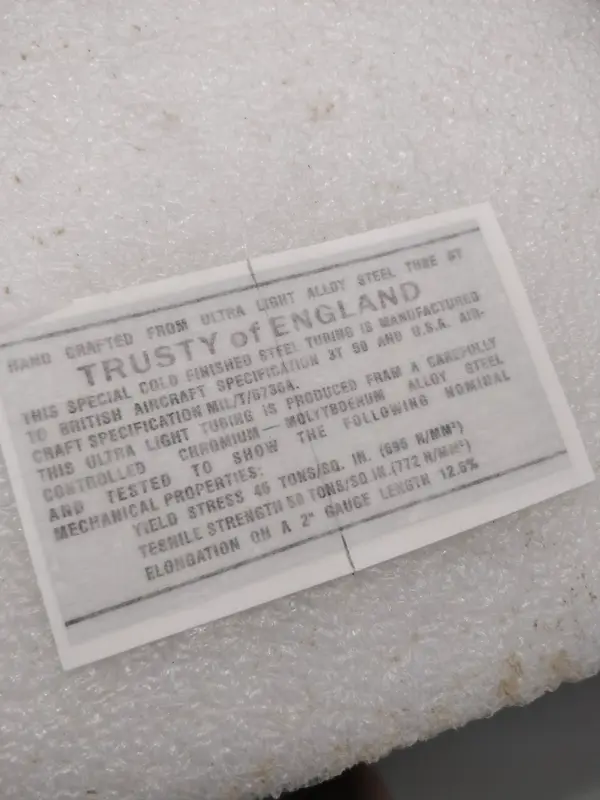 HAND CRAFTED FROM ULTRA LIGHT ALLOY STEEL TUBE BY
TRUSTY of ENGLAND
THIS SPECIAL COLD FINISHED STEEL TUBING IS MANUFACTURED
TO BRITISH AIRCRAFT SPECIFICATION 3T 50 AND U.S.A. AIR-
CRAFT SPECIFICATION MIL/T/6736A.
THIS ULTRA LIGHT TUBING IS PRODUCED FRAM A CAREFULLY
CONTROLLED CHROMIUM—MOLYTBDENUM ALLOY STEEL
AND TESTED TO SHOW THE FOLLOWING NOMINAL
MECHANICAL PROPERTIES:
YIELD STRESS 45 TONS/SQ. IN. (695 N/MM²)
TESNILE STRENGTH 50 TONS/SQ.IN.(772 N/MM²)
ELONGATION ON A 2" GAUGE LENGTH 12.5%